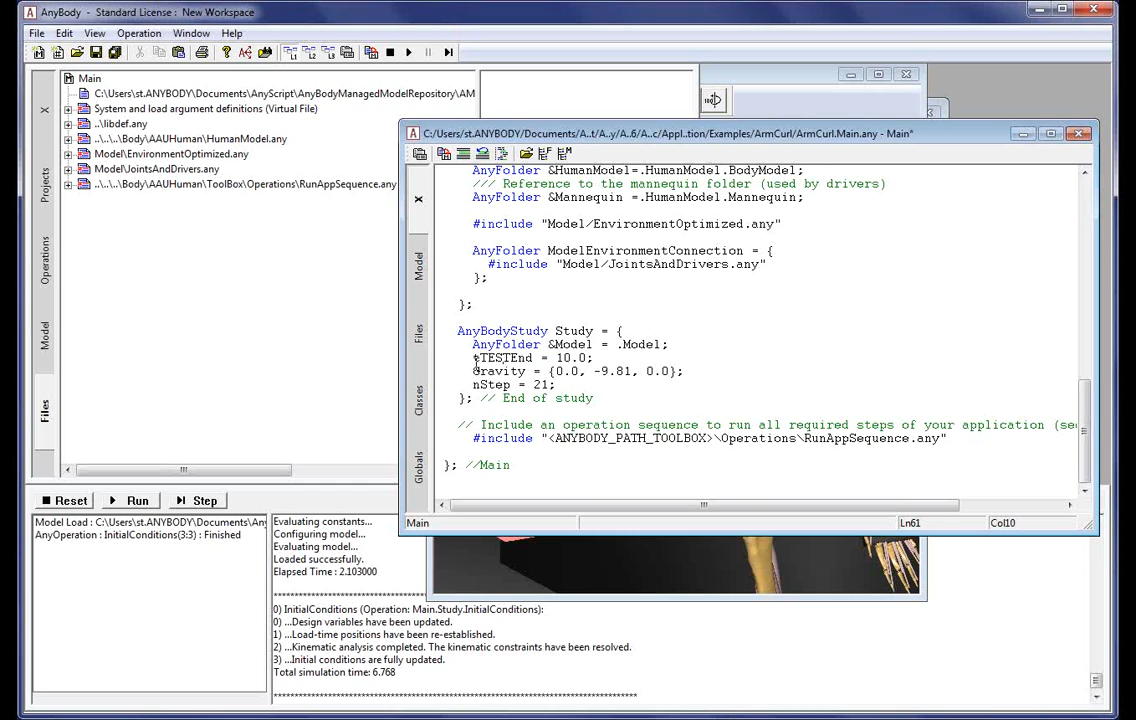 AnyBody - Standard License : New Workspace
File Edit View Operation Window Help
Main
C:\Users\st.ANYBODY\Documents\AnyScript\AnyBodyManagedModelRepository\AM
System and load argument definitions (Virtual File)
..\libdef.any
..\..\..\Body\AAUHuman\HumanModel.any
Model\EnvironmentOptimized.any
Model\JointsAndDrivers.any
..\..\..\Body\AAUHuman\ToolBox\Operations\RunAppSequence.any
X
Projects
Operations
Model
Files
C:/Users/st.ANYBODY/Documents/A..t/A..y/A..6/A..c/Appl..tion/Examples/ArmCurl/ArmCurl.Main.any - Main*
X
Model
Files
Classes
Globals
AnyFolder &HumanModel=.HumanModel.BodyModel;
/// Reference to the mannequin folder (used by drivers)
AnyFolder &Mannequin =.HumanModel.Mannequin;
#include "Model/EnvironmentOptimized.any"
AnyFolder ModelEnvironmentConnection = {
#include "Model/JointsAndDrivers.any"
};
};
AnyBodyStudy Study = {
AnyFolder &Model = .Model;
tTESTEnd = 10.0;
Gravity = {0.0, -9.81, 0.0};
nStep = 21;
}; // End of study
// Include an operation sequence to run all required steps of your application (se
#include "<ANYBODY_PATH_TOOLBOX>\Operations\RunAppSequence.any"
}; //Main
Main Ln61 Col10
Reset Run Step
Model Load : C:\Users\st.ANYBODY\Documents\An
AnyOperation : InitialConditions(3:3) : Finished
Evaluating constants...
Configuring model...
Evaluating model...
Loaded successfully.
Elapsed Time : 2.103000
0) InitialConditions (Operation: Main.Study.InitialConditions):
0) ...Design variables have been updated.
1) ...Load-time positions have been re-established.
2) ...Kinematic analysis completed. The kinematic constraints have been resolved.
3) ...Initial conditions are fully updated.
Total simulation time: 6.768